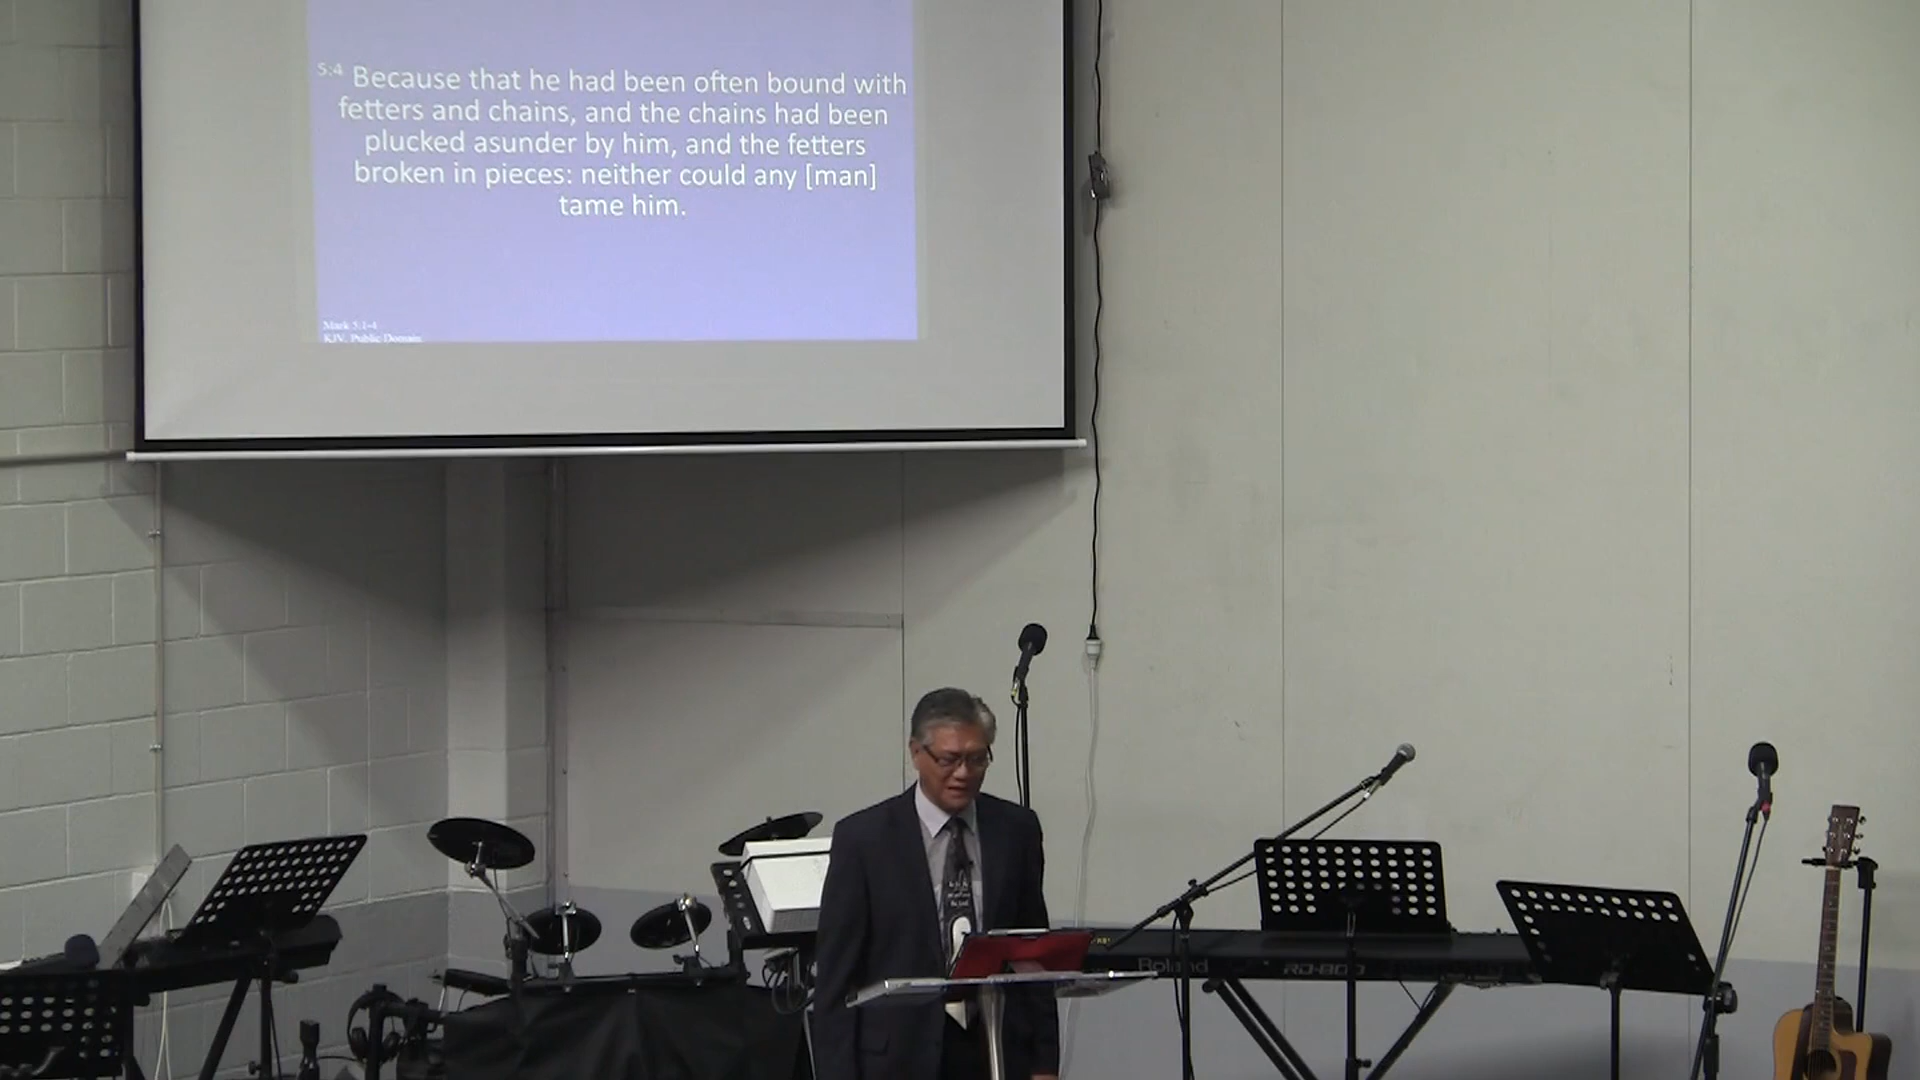 5:4 Because that he had been often bound with
fetters and chains, and the chains had been
plucked asunder by him, and the fetters
broken in pieces: neither could any [man]
tame him.
Mark 5:1-4
KJV, Public Domain
Roland
RD-800